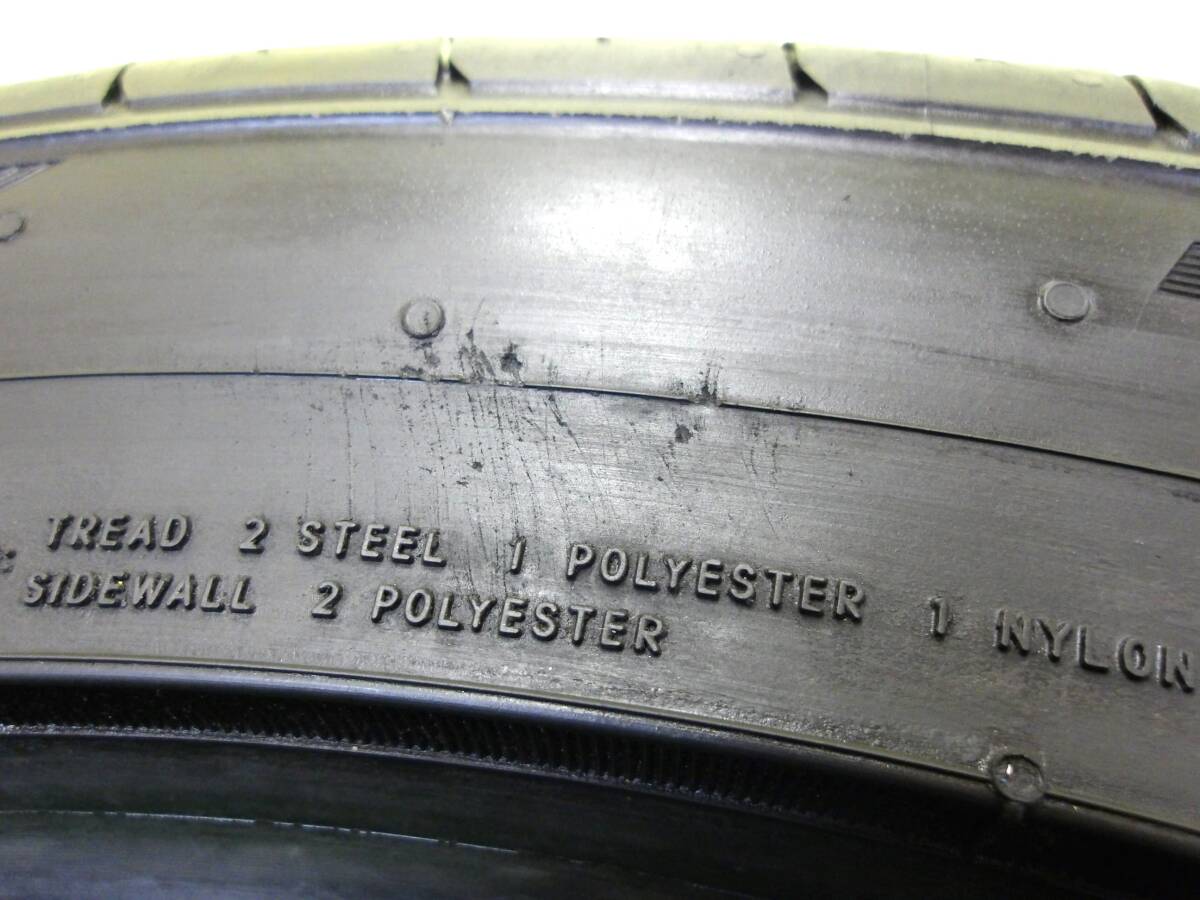 TREAD 2 STEEL 1 POLYESTER 1 NYLON
SIDEWALL 2 POLYESTER